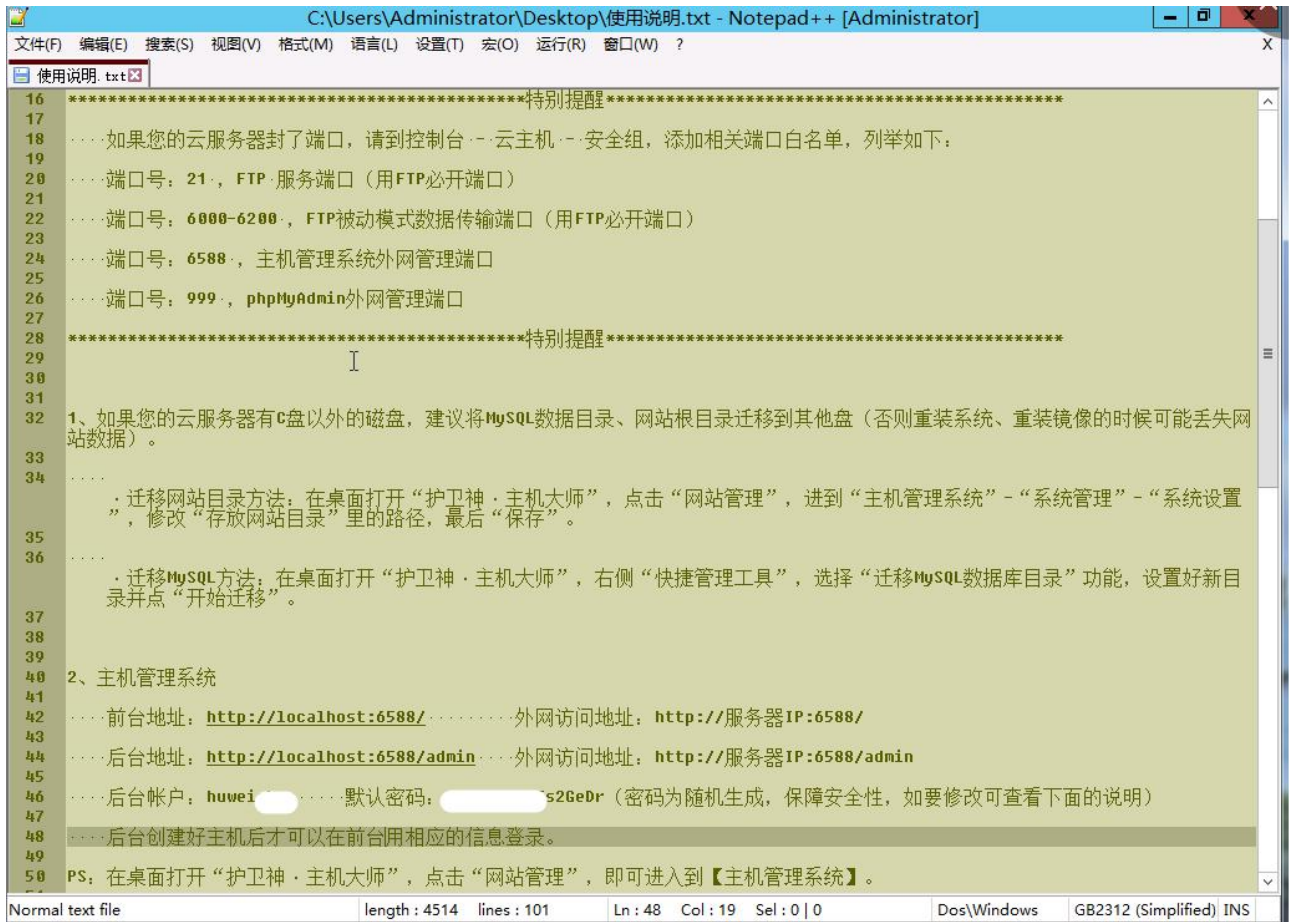 C:\Users\Administrator\Desktop\使用说明.txt - Notepad++ [Administrator]
文件(F) 编辑(E) 搜索(S) 视图(V) 格式(M) 语言(L) 设置(T) 宏(O) 运行(R) 窗口(W) ? X
使用说明.txt
16 **********************************************特别提醒**********************************************
17
18 ····如果您的云服务器封了端口，请到控制台·-·云主机·-·安全组，添加相关端口白名单，列举如下：
19
20 ····端口号：21·，FTP·服务端口（用FTP必开端口）
21
22 ····端口号：6000-6200·，FTP被动模式数据传输端口（用FTP必开端口）
23
24 ····端口号：6588·，主机管理系统外网管理端口
25
26 ····端口号：999·，phpMyAdmin外网管理端口
27
28 **********************************************特别提醒**********************************************
29
30
31
32 1、如果您的云服务器有C盘以外的磁盘，建议将MySQL数据目录、网站根目录迁移到其他盘（否则重装系统、重装镜像的时候可能丢失网
站数据）。
33
34 ····
·迁移网站目录方法：在桌面打开“护卫神·主机大师”，点击“网站管理”，进到“主机管理系统”-“系统管理”-“系统设置
”，修改“存放网站目录”里的路径，最后“保存”。
35
36 ····
·迁移MySQL方法：在桌面打开“护卫神·主机大师”，右侧“快捷管理工具”，选择“迁移MySQL数据库目录”功能，设置好新目
录并点“开始迁移”。
37
38
39
40 2、主机管理系统
41
42 ····前台地址：http://localhost:6588/·········外网访问地址：http://服务器IP:6588/
43
44 ····后台地址：http://localhost:6588/admin····外网访问地址：http://服务器IP:6588/admin
45
46 ····后台帐户：huwei ·····默认密码： s2GeDr（密码为随机生成，保障安全性，如要修改可查看下面的说明）
47
48 ····后台创建好主机后才可以在前台用相应的信息登录。
49
50 PS：在桌面打开“护卫神·主机大师”，点击“网站管理”，即可进入到【主机管理系统】。
Normal text file length : 4514 lines : 101 Ln : 48 Col : 19 Sel : 0 | 0 Dos\Windows GB2312 (Simplified) INS